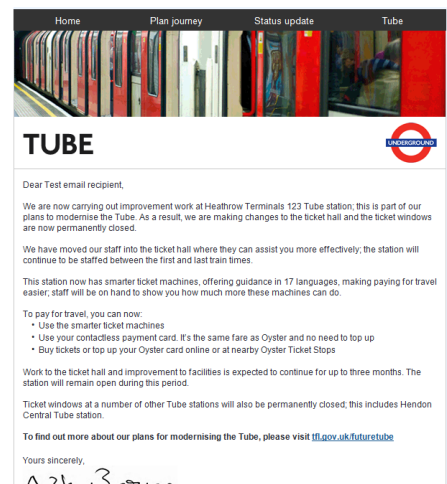 Home Plan journey Status update Tube
TUBE
UNDERGROUND
Dear Test email recipient,
We are now carrying out improvement work at Heathrow Terminals 123 Tube station; this is part of our
plans to modernise the Tube. As a result, we are making changes to the ticket hall and the ticket windows
are now permanently closed.
We have moved our staff into the ticket hall where they can assist you more effectively; the station will
continue to be staffed between the first and last train times.
This station now has smarter ticket machines, offering guidance in 17 languages, making paying for travel
easier; staff will be on hand to show you how much more these machines can do.
To pay for travel, you can now:
• Use the smarter ticket machines
• Use your contactless payment card. It's the same fare as Oyster and no need to top up
• Buy tickets or top up your Oyster card online or at nearby Oyster Ticket Stops
Work to the ticket hall and improvement to facilities is expected to continue for up to three months. The
station will remain open during this period.
Ticket windows at a number of other Tube stations will also be permanently closed; this includes Hendon
Central Tube station.
To find out more about our plans for modernising the Tube, please visit tfl.gov.uk/futuretube
Yours sincerely,